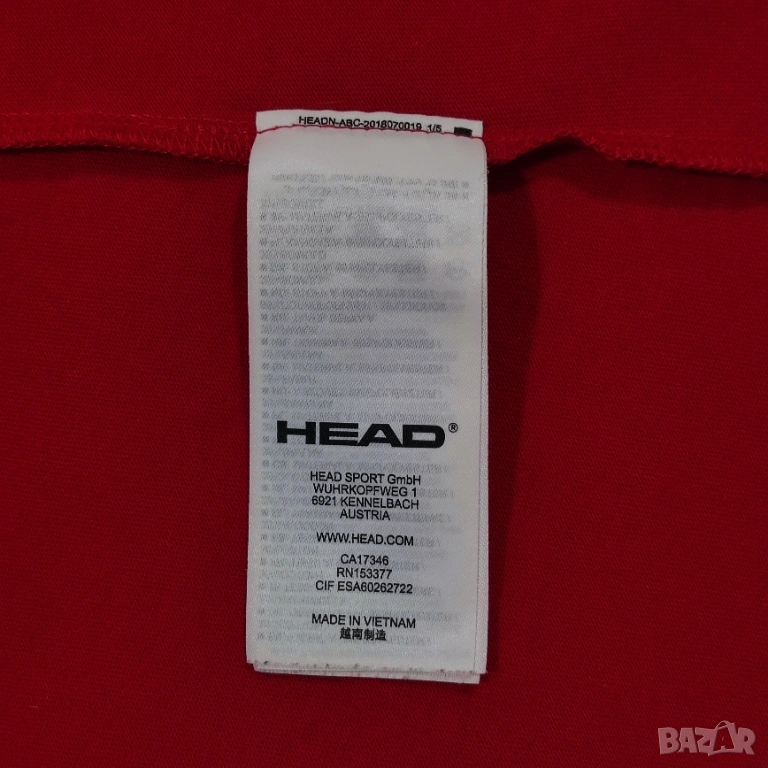 HEADN-ABC-2018070019 1/5
HEAD®
HEAD SPORT GmbH
WUHRKOPFWEG 1
6921 KENNELBACH
AUSTRIA
WWW.HEAD.COM
CA17346
RN153377
CIF ESA60262722
MADE IN VIETNAM
越南制造
BAZAR